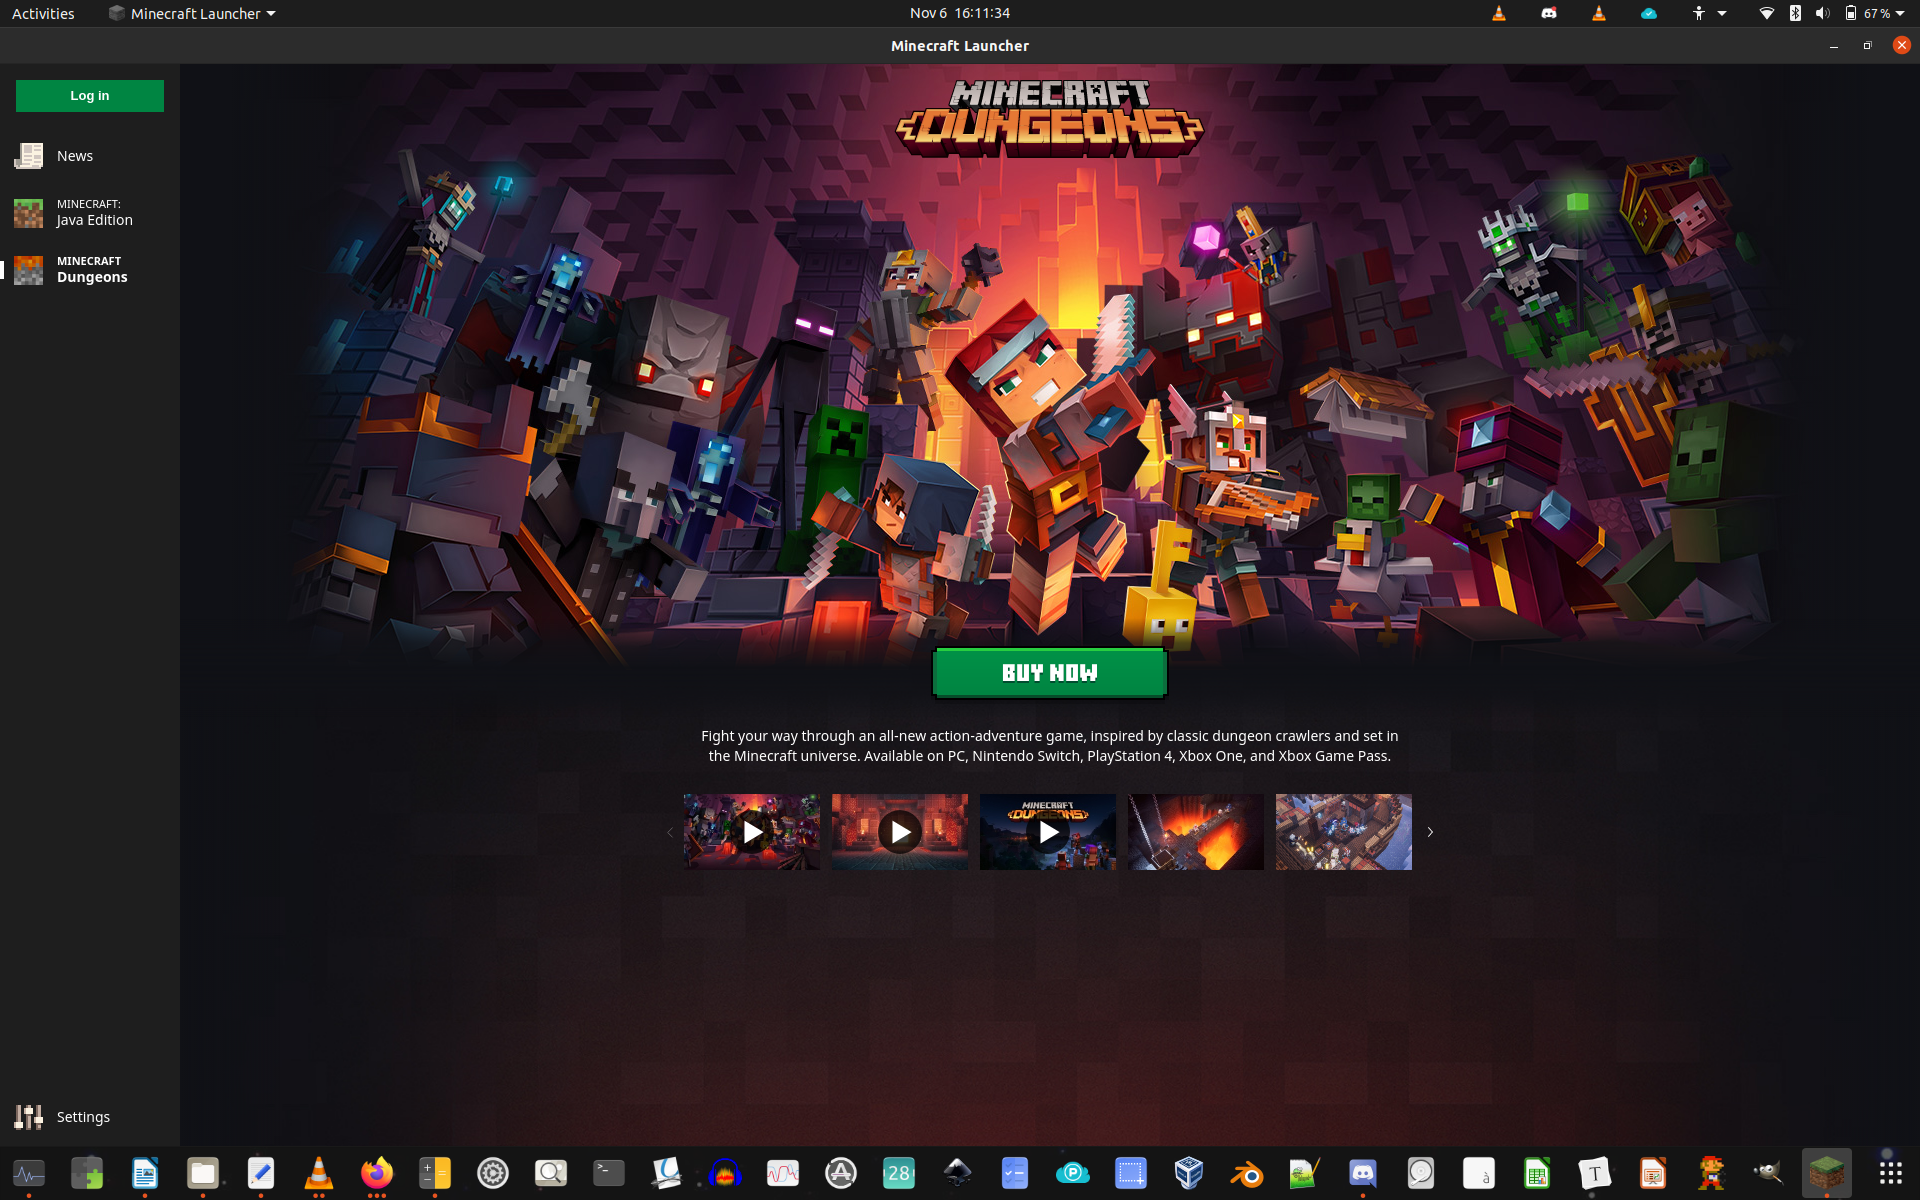 Activities
Minecraft Launcher
Nov 6 16:11:34
67 %
Minecraft Launcher
Log in
News
MINECRAFT:
Java Edition
MINECRAFT
Dungeons
Settings
MINECRAFT
DUNGEONS
BUY NOW
Fight your way through an all-new action-adventure game, inspired by classic dungeon crawlers and set in
the Minecraft universe. Available on PC, Nintendo Switch, PlayStation 4, Xbox One, and Xbox Game Pass.
MINECRAFT
DUNGEONS
28
à
T